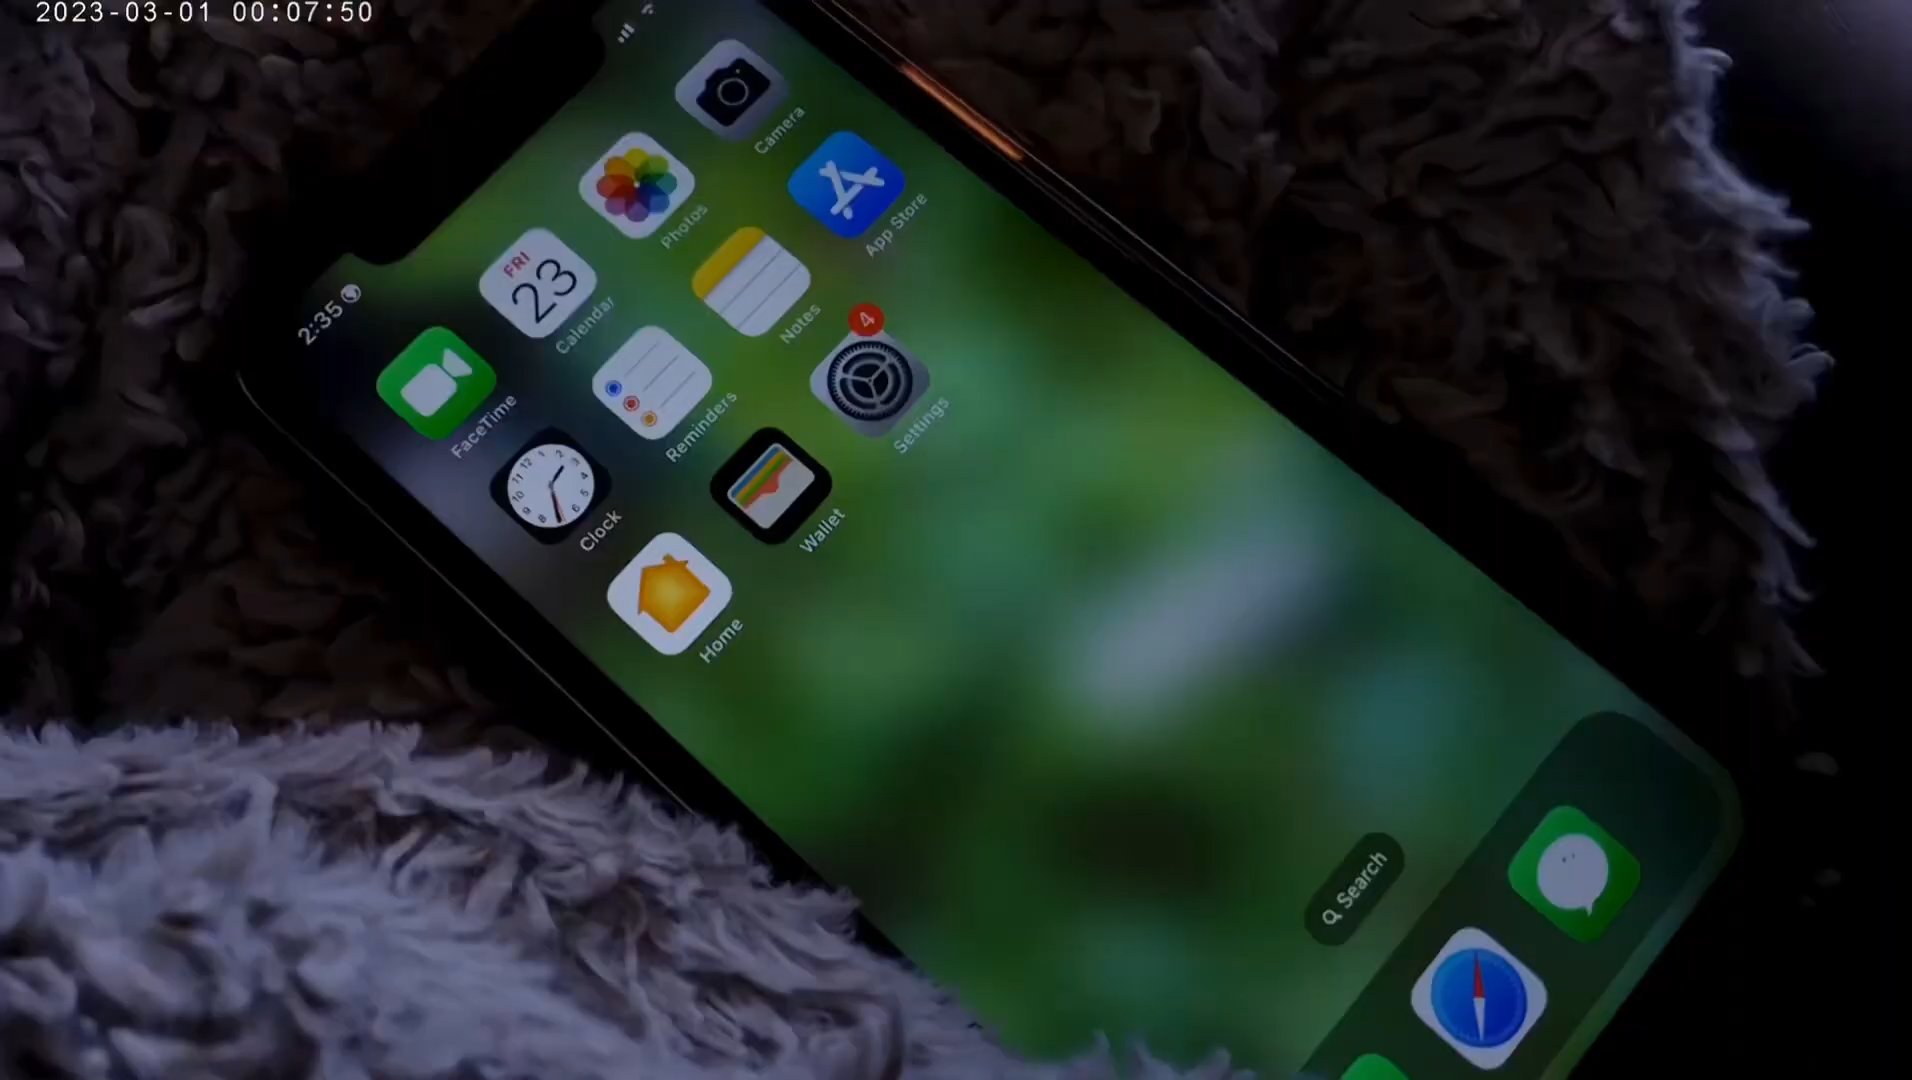 2023-03-01 00:07:50
2:35
FaceTime
FRI
23
Calendar
Photos
Camera
Clock
Reminders
Notes
App Store
Home
Wallet
4
Settings
Search